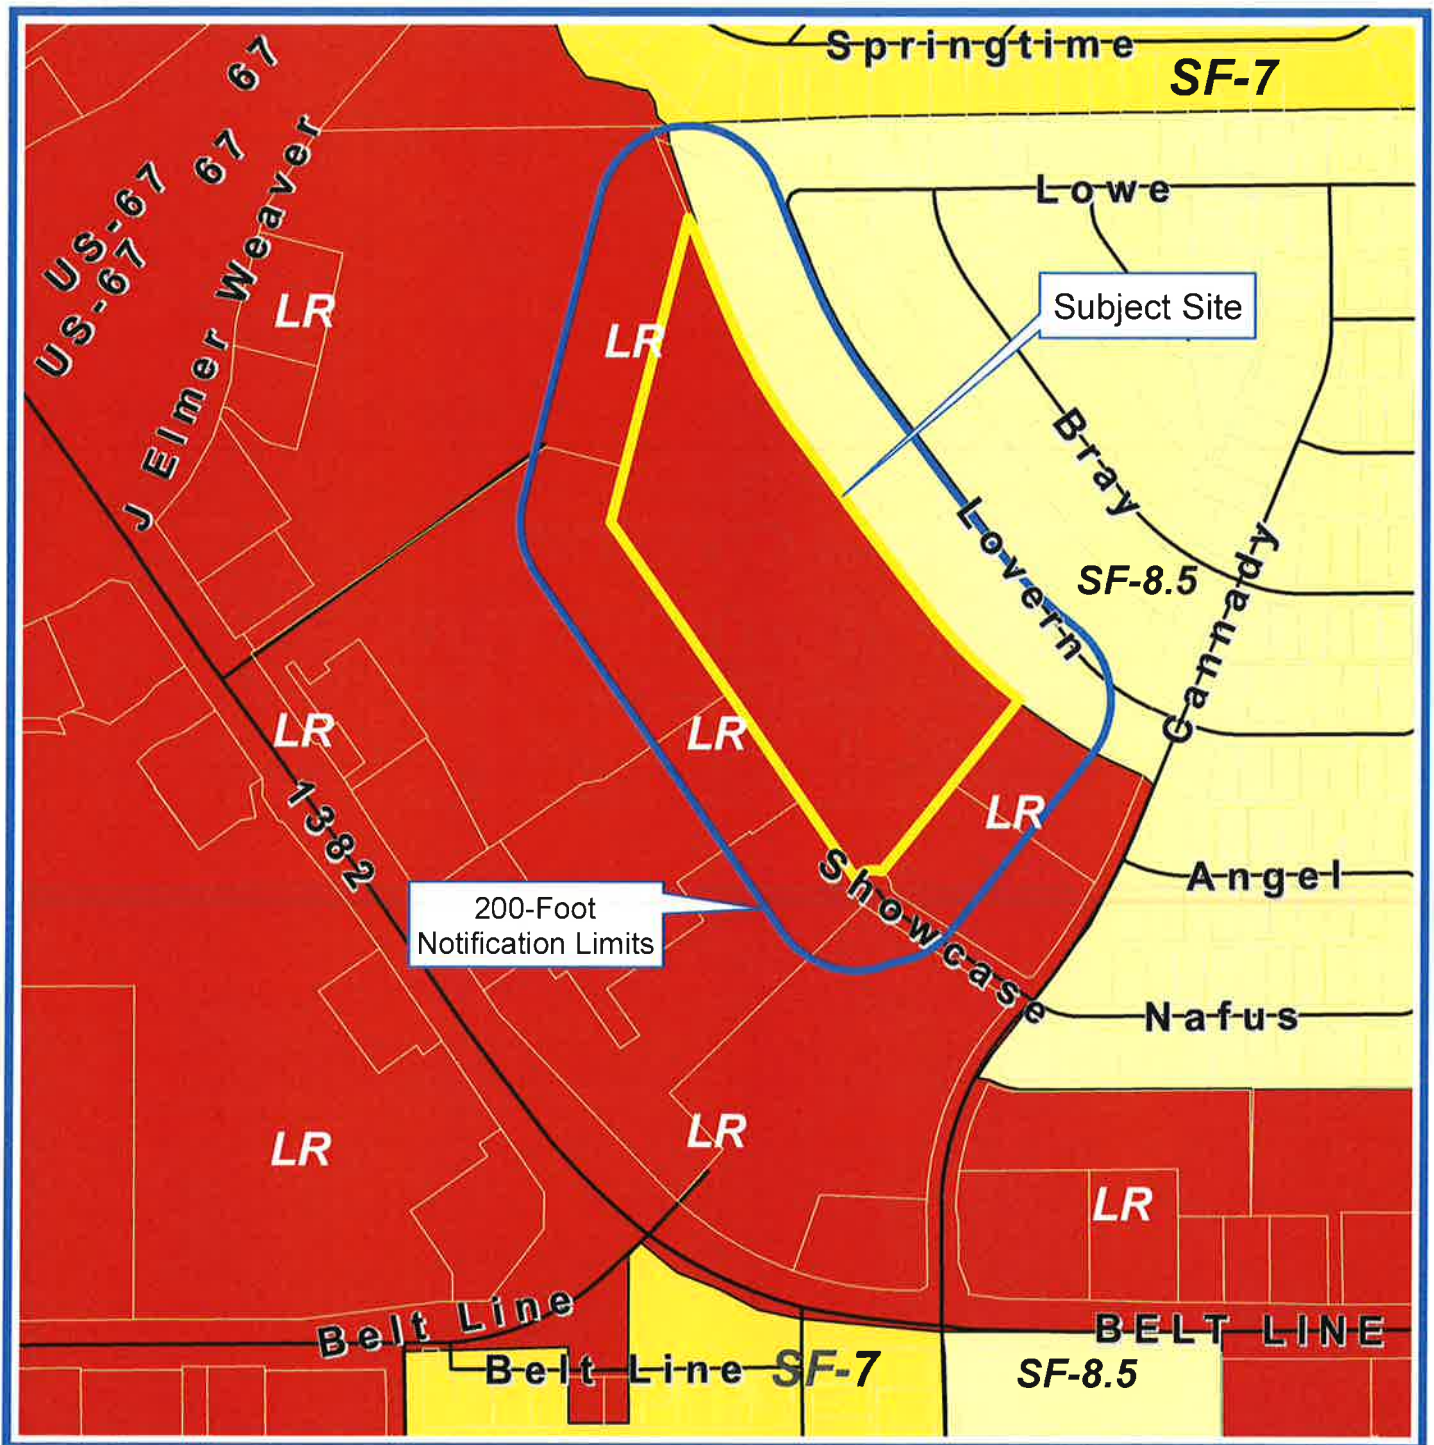 Springtime
SF-7
67
67
US-67
US-67
J Elmer Weaver
Lowe
LR
LR
Subject Site
Bray
Lovern
SF-8.5
Cannady
LR
LR
1382
LR
Showcase
Angel
200-Foot
Notification Limits
Nafus
LR
LR
LR
Belt Line
BELT LINE
Belt Line
SF-7
SF-8.5